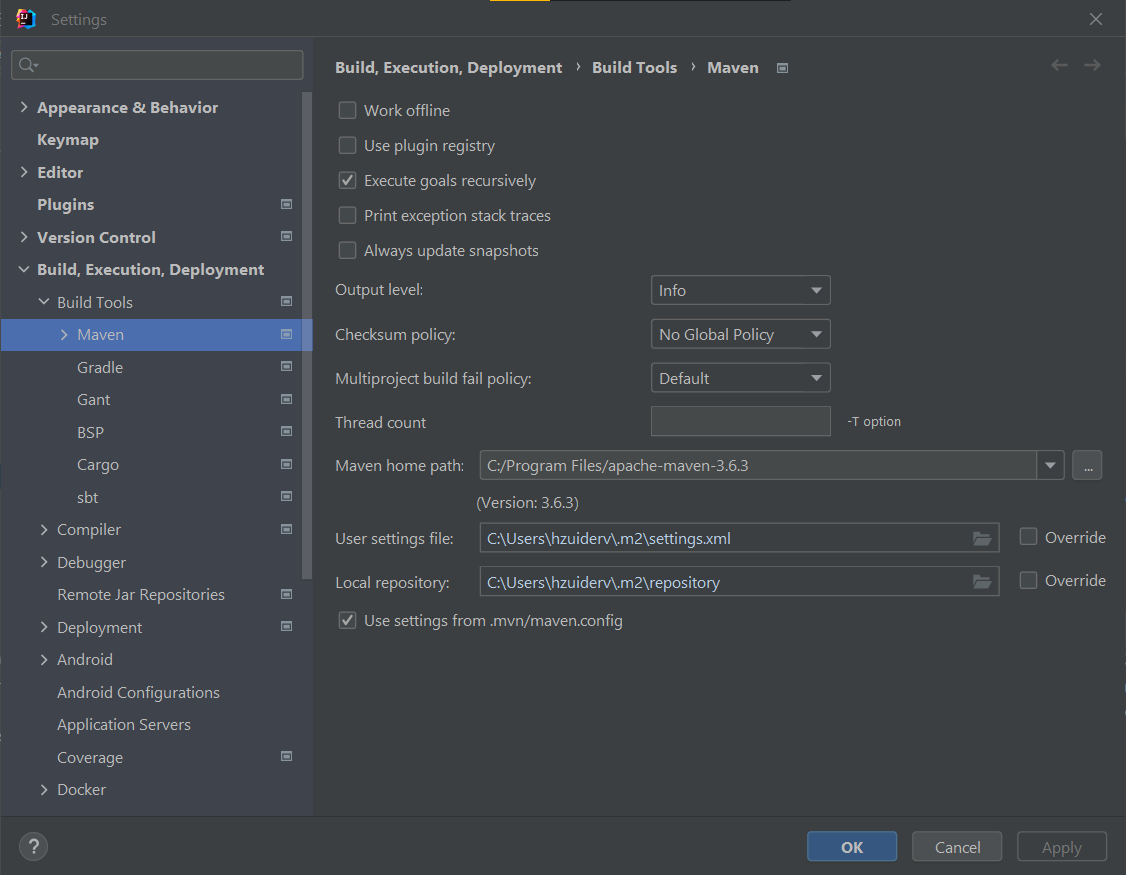 Settings
Appearance & Behavior
Keymap
Editor
Plugins
Version Control
Build, Execution, Deployment
Build Tools
Maven
Gradle
Gant
BSP
Cargo
sbt
Compiler
Debugger
Remote Jar Repositories
Deployment
Android
Android Configurations
Application Servers
Coverage
Docker
Build, Execution, Deployment › Build Tools › Maven
Work offline
Use plugin registry
Execute goals recursively
Print exception stack traces
Always update snapshots
Output level: Info
Checksum policy: No Global Policy
Multiproject build fail policy: Default
Thread count -T option
Maven home path: C:/Program Files/apache-maven-3.6.3 ...
(Version: 3.6.3)
User settings file: C:\Users\hzuiderv\.m2\settings.xml Override
Local repository: C:\Users\hzuiderv\.m2\repository Override
Use settings from .mvn/maven.config
? OK Cancel Apply